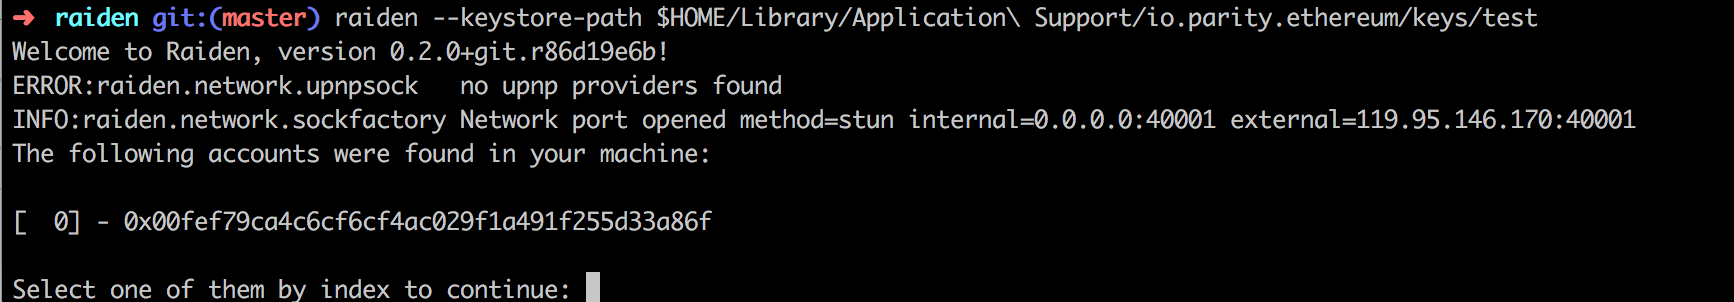 ➜ raiden git:(master) raiden --keystore-path $HOME/Library/Application\ Support/io.parity.ethereum/keys/test
Welcome to Raiden, version 0.2.0+git.r86d19e6b!
ERROR:raiden.network.upnpsock   no upnp providers found
INFO:raiden.network.sockfactory Network port opened method=stun internal=0.0.0.0:40001 external=119.95.146.170:40001
The following accounts were found in your machine:
[  0] - 0x00fef79ca4c6cf6cf4ac029f1a491f255d33a86f
Select one of them by index to continue: